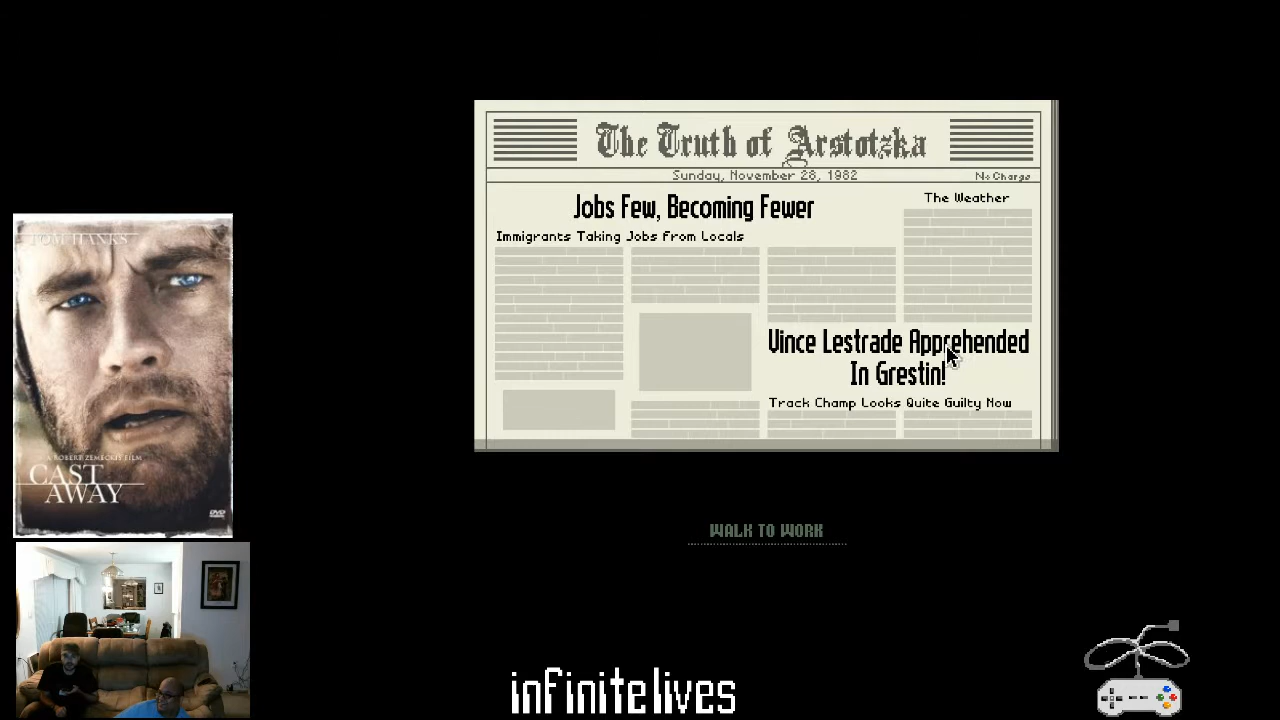 The Truth of Arstotzka
Sunday, November 28, 1982
No Charge
Jobs Few, Becoming Fewer
Immigrants Taking Jobs From Locals
The Weather
Vince Lestrade Apprehended
In Grestin!
Track Champ Looks Quite Guilty Now
WALK TO WORK
TOM HANKS
A ROBERT ZEMECKIS FILM
CAST
AWAY
DVD
infinitelives